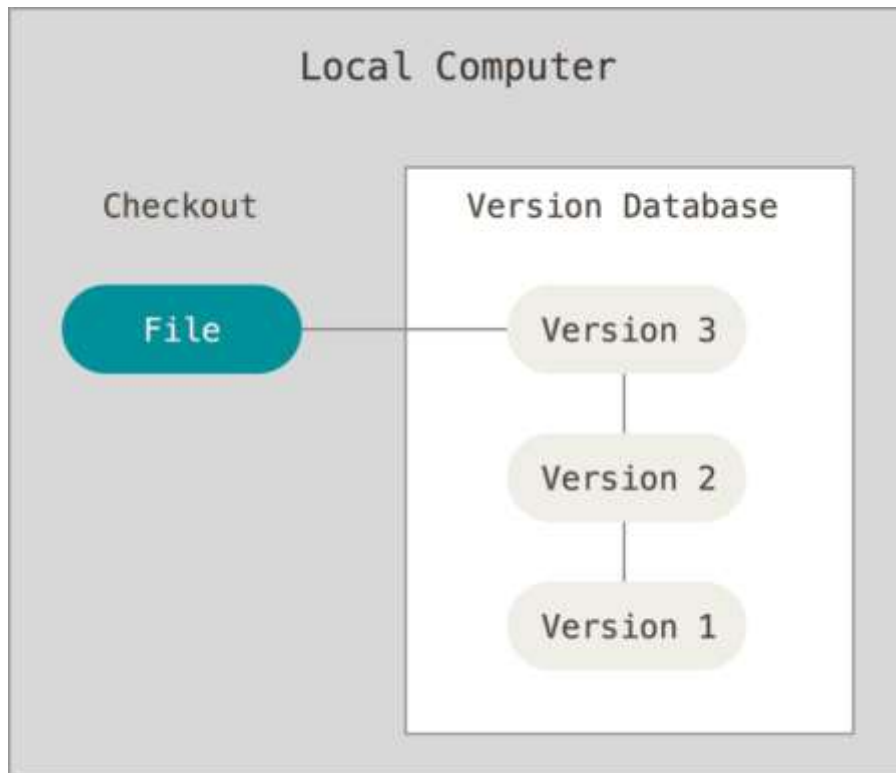 Local Computer
Checkout
Version Database
File
Version 3
Version 2
Version 1